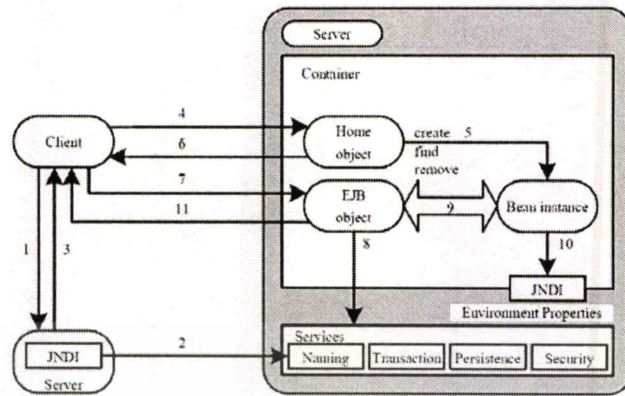 Server
Container
4
Client
Home object
create 5
6
find
remove
7
EJB object
9
Bean instance
11
8
10
1
3
JNDI
Environment Properties
Services
JNDI
2
Naming
Transaction
Persistence
Security
Server